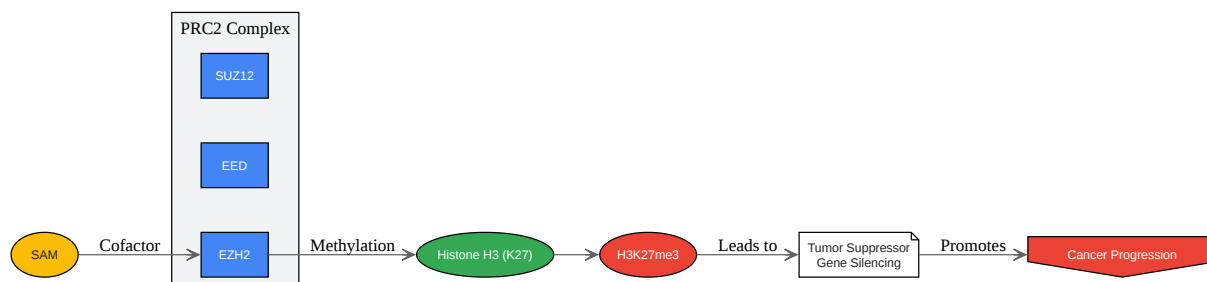 PRC2 Complex
SUZ12
EED
SAM
Cofactor
EZH2
Methylation
Histone H3 (K27)
H3K27me3
Leads to
Tumor Suppressor
Gene Silencing
Promotes
Cancer Progression